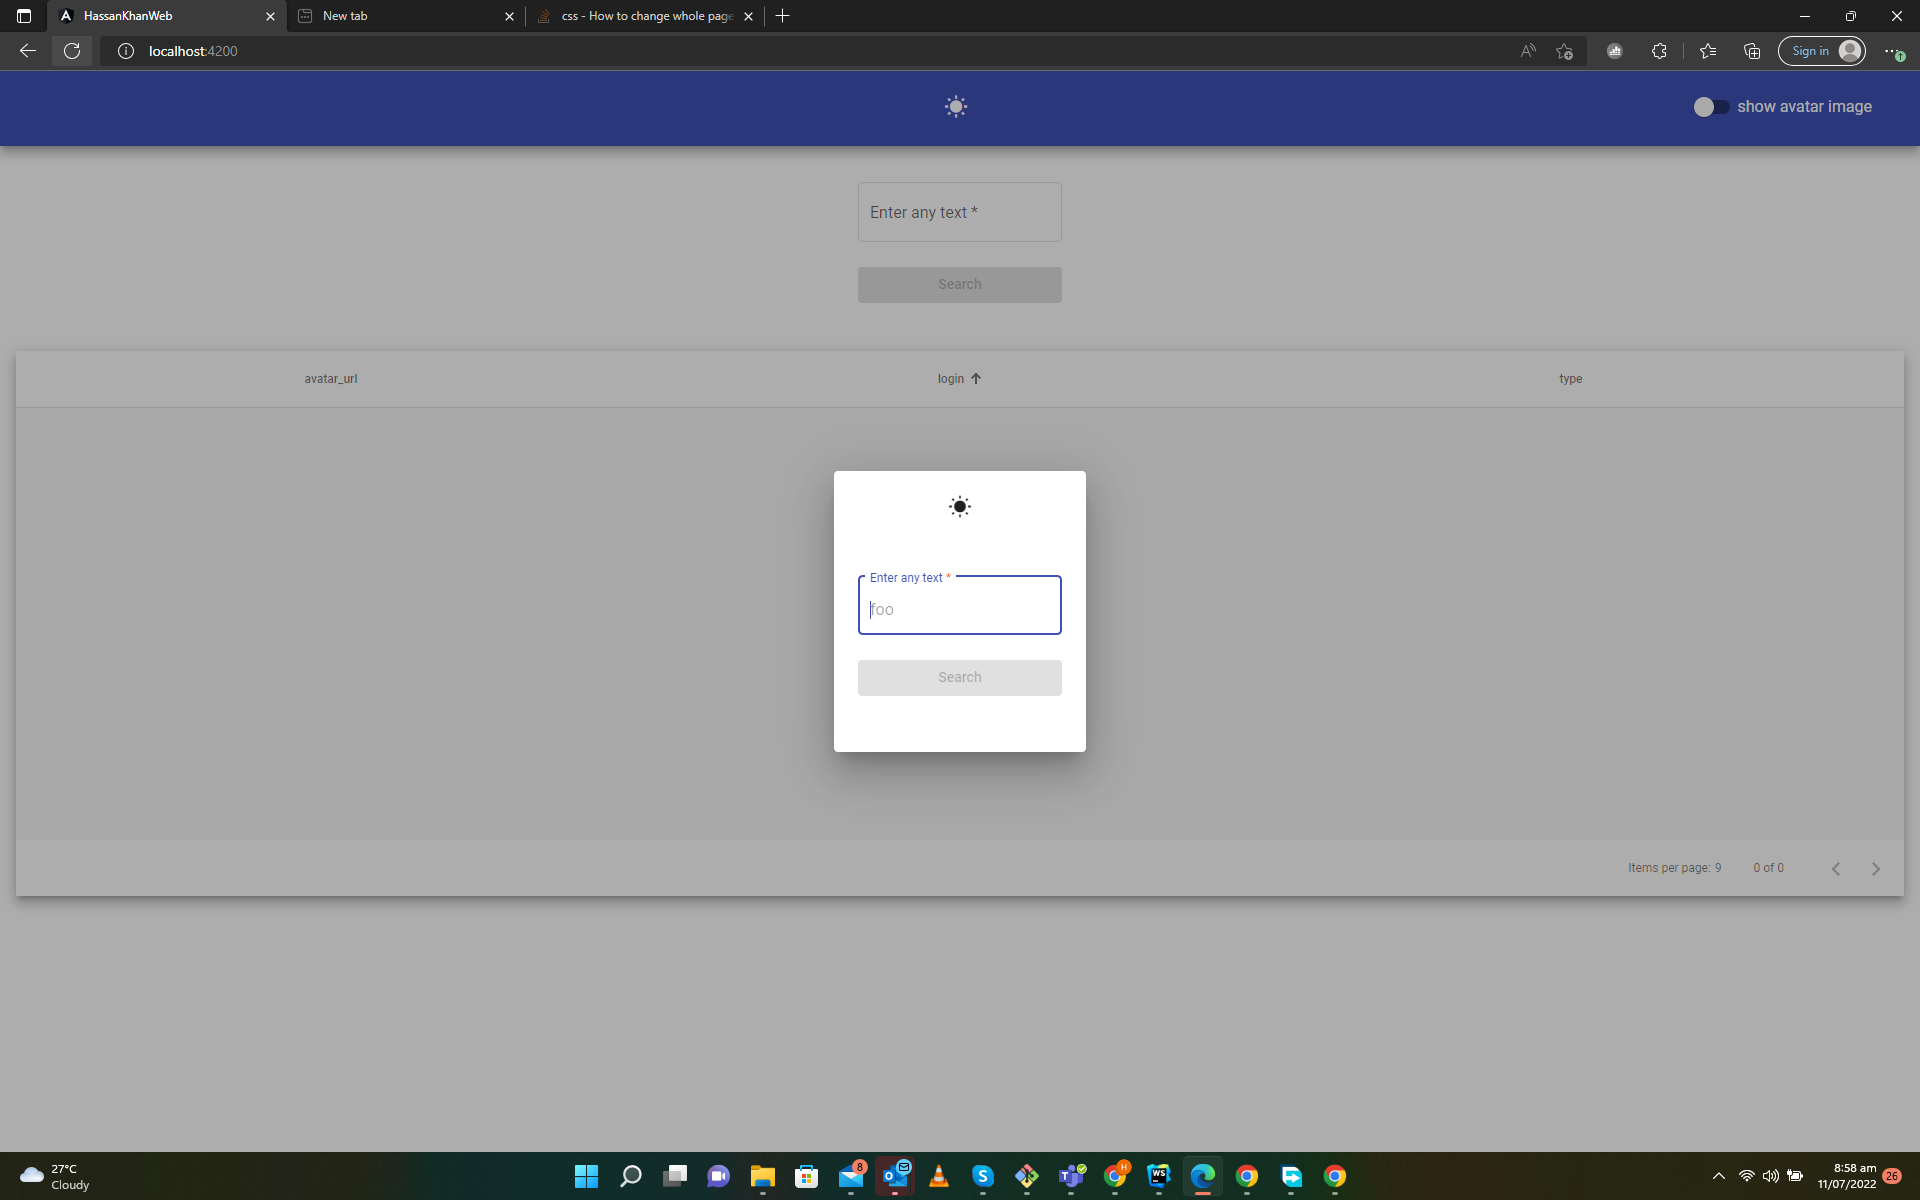 HassanKhanWeb
New tab
css - How to change whole page
localhost:4200
Sign in
show avatar image
Enter any text *
Search
avatar_url
login
type
Enter any text *
foo
Search
Items per page: 9
0 of 0
27°C
Cloudy
8
H
WS
8:58 am
11/07/2022
26